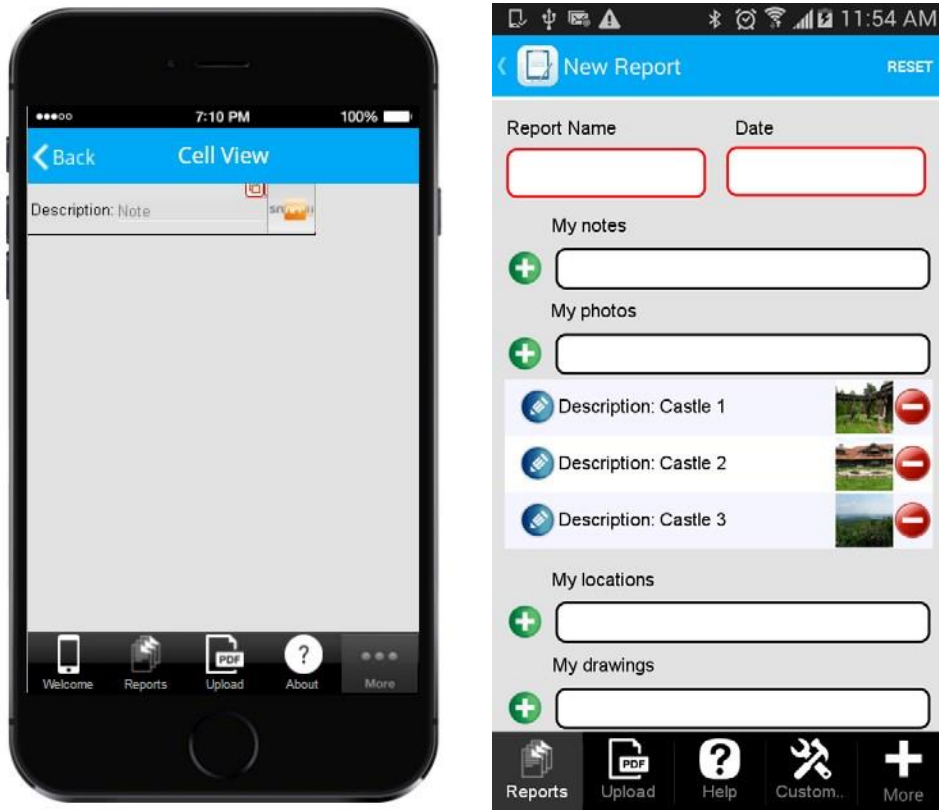 7:10 PM 100%
Back Cell View
Description: Note
Welcome Reports Upload About More
PDF
11:54 AM
New Report RESET
Report Name Date
My notes
My photos
Description: Castle 1
Description: Castle 2
Description: Castle 3
My locations
My drawings
PDF
Reports Upload Help Custom.. More